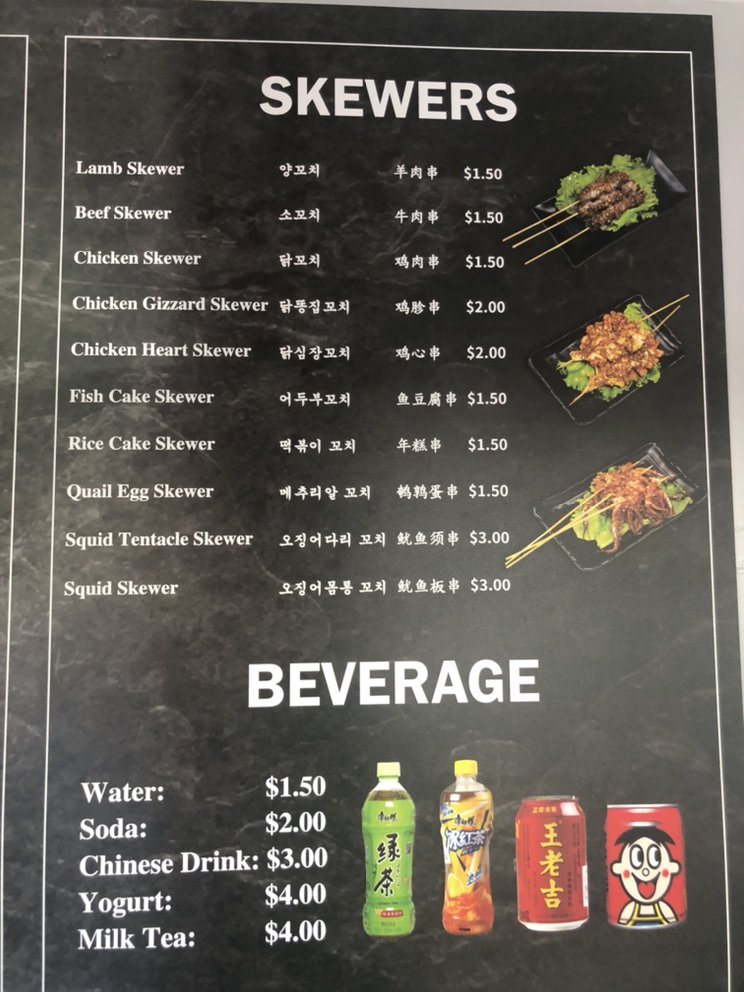 SKEWERS
Lamb Skewer 양꼬치 羊肉串 $1.50
Beef Skewer 소꼬치 牛肉串 $1.50
Chicken Skewer 닭꼬치 鸡肉串 $1.50
Chicken Gizzard Skewer 닭똥집꼬치 鸡胗串 $2.00
Chicken Heart Skewer 닭심장꼬치 鸡心串 $2.00
Fish Cake Skewer 어두부꼬치 鱼豆腐串 $1.50
Rice Cake Skewer 떡볶이 꼬치 年糕串 $1.50
Quail Egg Skewer 메추리알 꼬치 鹌鹑蛋串 $1.50
Squid Tentacle Skewer 오징어다리 꼬치 鱿鱼须串 $3.00
Squid Skewer 오징어몸통 꼬치 鱿鱼板串 $3.00
BEVERAGE
Water: $1.50
Soda: $2.00
Chinese Drink: $3.00
Yogurt: $4.00
Milk Tea: $4.00
康师傅
绿茶
康师傅
冰红茶
王老吉